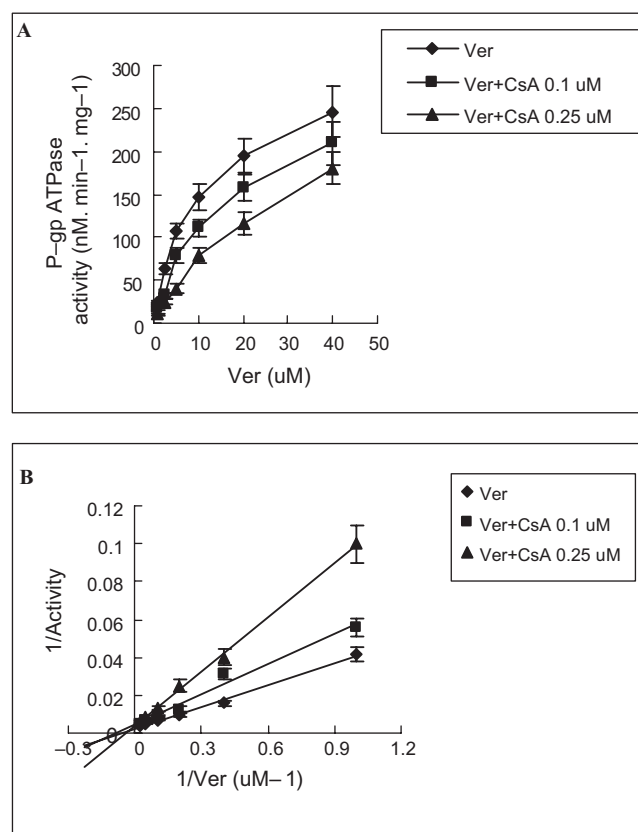 A
Ver
Ver+CsA 0.1 uM
Ver+CsA 0.25 uM
P–gp ATPase
activity (nM. min–1. mg–1)
300
250
200
150
100
50
0
0 10 20 30 40 50
Ver (uM)
B
Ver
Ver+CsA 0.1 uM
Ver+CsA 0.25 uM
1/Activity
0.12
0.1
0.08
0.06
0.04
0.02
0
–0.3 0 0.3 0.6 0.9 1.2
1/Ver (uM–1)